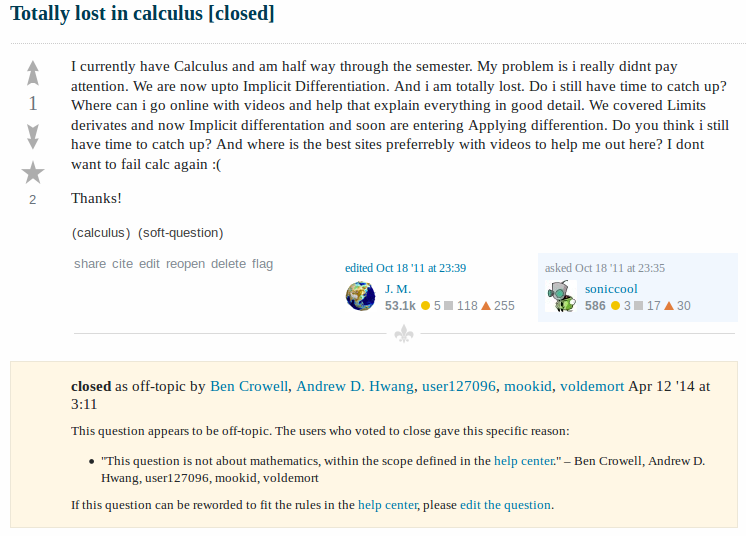 Totally lost in calculus [closed]
I currently have Calculus and am half way through the semester. My problem is i really didnt pay
attention. We are now upto Implicit Differentiation. And i am totally lost. Do i still have time to catch up?
Where can i go online with videos and help that explain everything in good detail. We covered Limits
derivates and now Implicit differentation and soon are entering Applying differention. Do you think i still
have time to catch up? And where is the best sites preferrebly with videos to help me out here? I dont
want to fail calc again :(
1
2
Thanks!
(calculus) (soft-question)
share cite edit reopen delete flag
edited Oct 18 '11 at 23:39
J. M.
53.1k 5 118 255
asked Oct 18 '11 at 23:35
soniccool
586 3 17 30
closed as off-topic by Ben Crowell, Andrew D. Hwang, user127096, mookid, voldemort Apr 12 '14 at
3:11
This question appears to be off-topic. The users who voted to close gave this specific reason:
• "This question is not about mathematics, within the scope defined in the help center." – Ben Crowell, Andrew D.
Hwang, user127096, mookid, voldemort
If this question can be reworded to fit the rules in the help center, please edit the question.